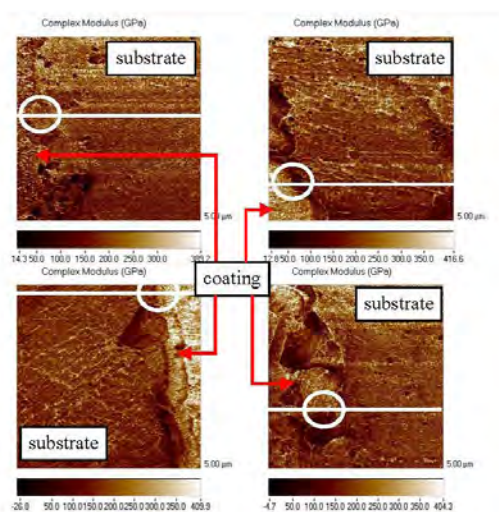 Complex Modulus (GPa)
substrate
5.00 µm
50.0 100.0 150.0 200.0 250.0 300.0
Complex Modulus (GPa)
substrate
5.00 µm
50.0 100.0 150.0 200.0 250.0 300.0 350.0 416.6
coating
Complex Modulus (GPa)
substrate
5.00 µm
-26.0 50.0 100.0 150.0 200.0 250.0 300.0 350.0 409.9
Complex Modulus (GPa)
substrate
5.00 µm
-4.7 50.0 100.0 150.0 200.0 250.0 300.0 350.0 404.3